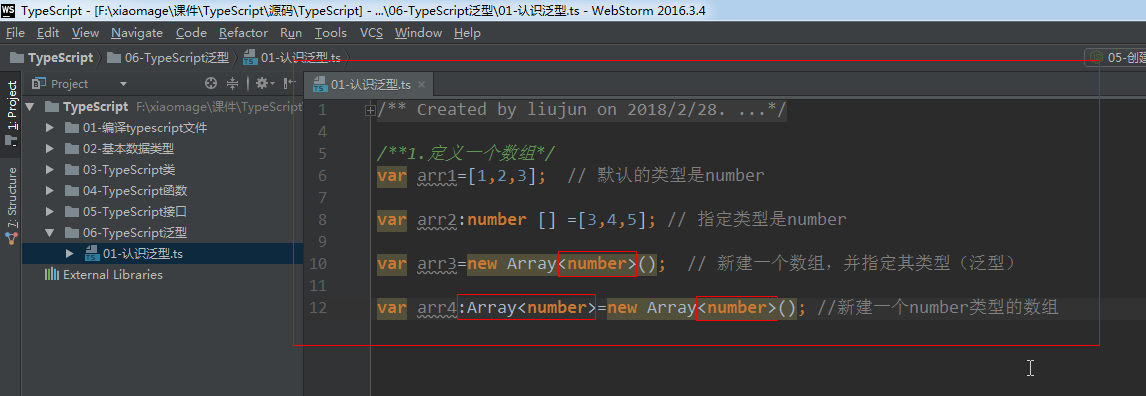 TypeScript - [F:\xiaomage\课件\TypeScript\源码\TypeScript] - ...\06-TypeScript泛型\01-认识泛型.ts - WebStorm 2016.3.4
File Edit View Navigate Code Refactor Run Tools VCS Window Help
TypeScript 06-TypeScript泛型 01-认识泛型.ts 05-创建
1: Project
7: Structure
Project
TypeScript F:\xiaomage\课件\TypeScript
01-编译typescript文件
02-基本数据类型
03-TypeScript类
04-TypeScript函数
05-TypeScript接口
06-TypeScript泛型
01-认识泛型.ts
External Libraries
01-认识泛型.ts
1 /** Created by liujun on 2018/2/28. ...*/
4
5 /**1.定义一个数组*/
6 var arr1=[1,2,3]; // 默认的类型是number
7
8 var arr2:number [] =[3,4,5]; // 指定类型是number
9
10 var arr3=new Array<number>(); // 新建一个数组，并指定其类型（泛型）
11
12 var arr4:Array<number>=new Array<number>(); //新建一个number类型的数组